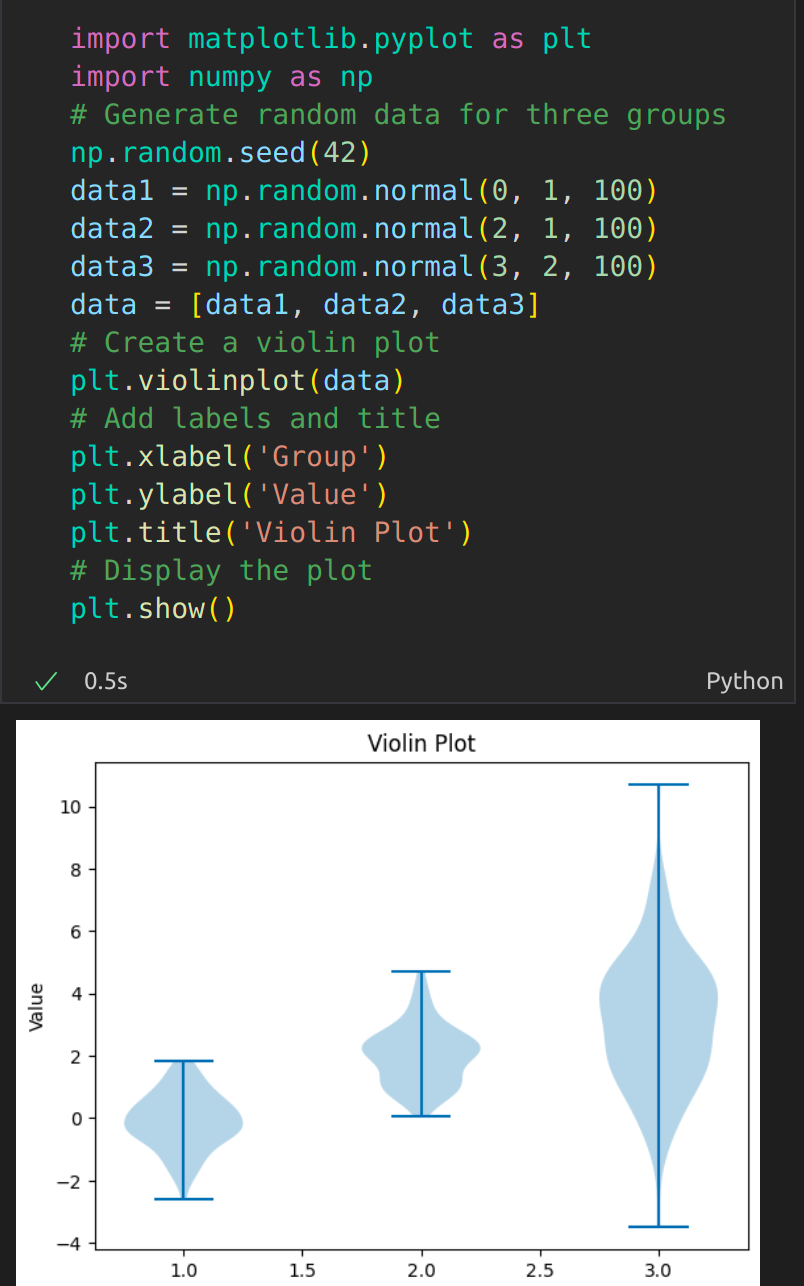 import matplotlib.pyplot as plt
import numpy as np
# Generate random data for three groups
np.random.seed(42)
data1 = np.random.normal(0, 1, 100)
data2 = np.random.normal(2, 1, 100)
data3 = np.random.normal(3, 2, 100)
data = [data1, data2, data3]
# Create a violin plot
plt.violinplot(data)
# Add labels and title
plt.xlabel('Group')
plt.ylabel('Value')
plt.title('Violin Plot')
# Display the plot
plt.show()
0.5s Python
Violin Plot
10
8
6
4
2
0
−2
−4
Value
1.0 1.5 2.0 2.5 3.0